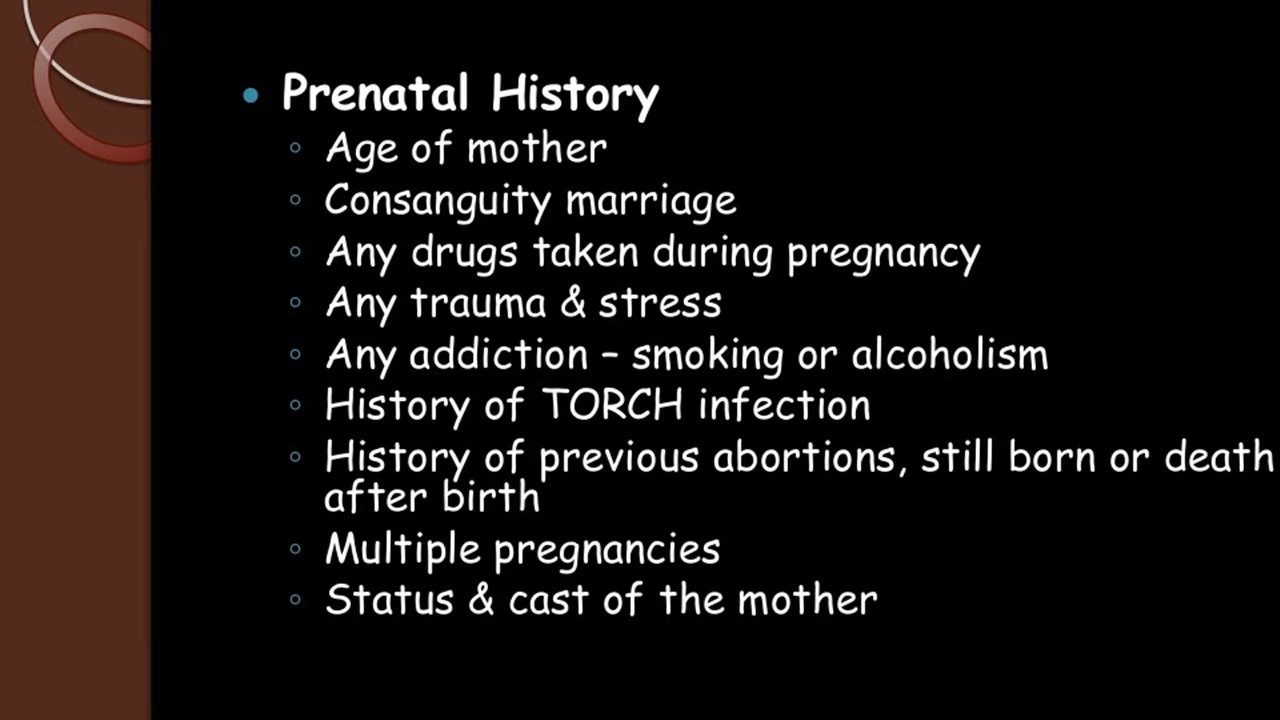 Prenatal History
Age of mother
Consanguity marriage
Any drugs taken during pregnancy
Any trauma & stress
Any addiction – smoking or alcoholism
History of TORCH infection
History of previous abortions, still born or death
after birth
Multiple pregnancies
Status & cast of the mother